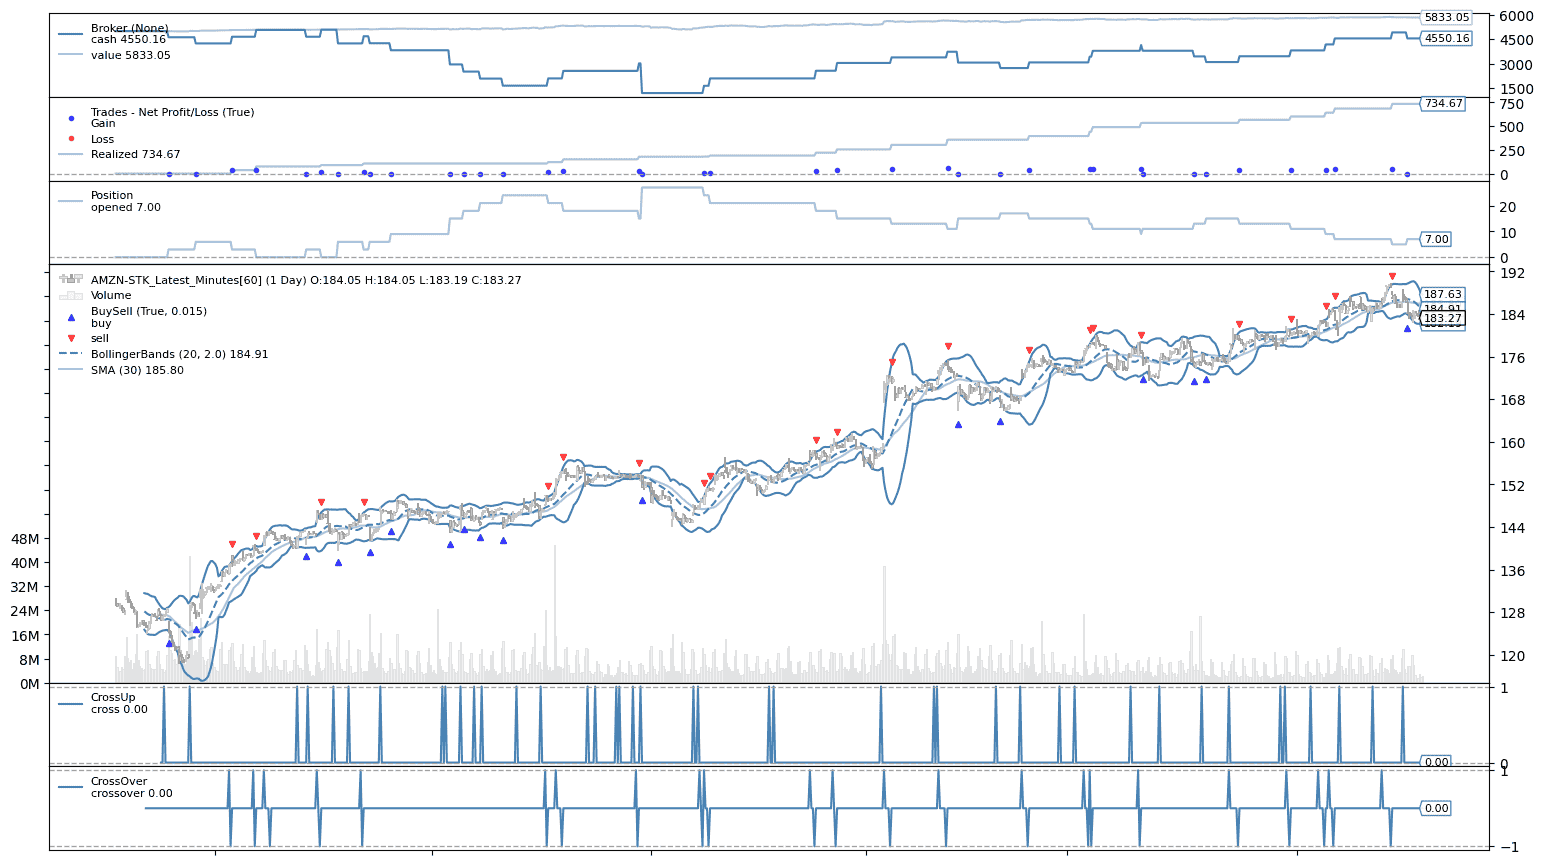 Broker (None)
cash 4550.16
value 5833.05
6000
5833.05
4500
4550.16
3000
1500
Trades - Net Profit/Loss (True)
Gain
Loss
Realized 734.67
750
734.67
500
250
0
Position
opened 7.00
20
10
7.00
0
AMZN-STK_Latest_Minutes[60] (1 Day) O:184.05 H:184.05 L:183.19 C:183.27
Volume
BuySell (True, 0.015)
buy
sell
BollingerBands (20, 2.0) 184.91
SMA (30) 185.80
192
187.63
184.91
184
183.27
176
168
160
152
144
136
128
120
48M
40M
32M
24M
16M
8M
0M
CrossUp
cross 0.00
1
0.00
0
CrossOver
crossover 0.00
1
0.00
−1